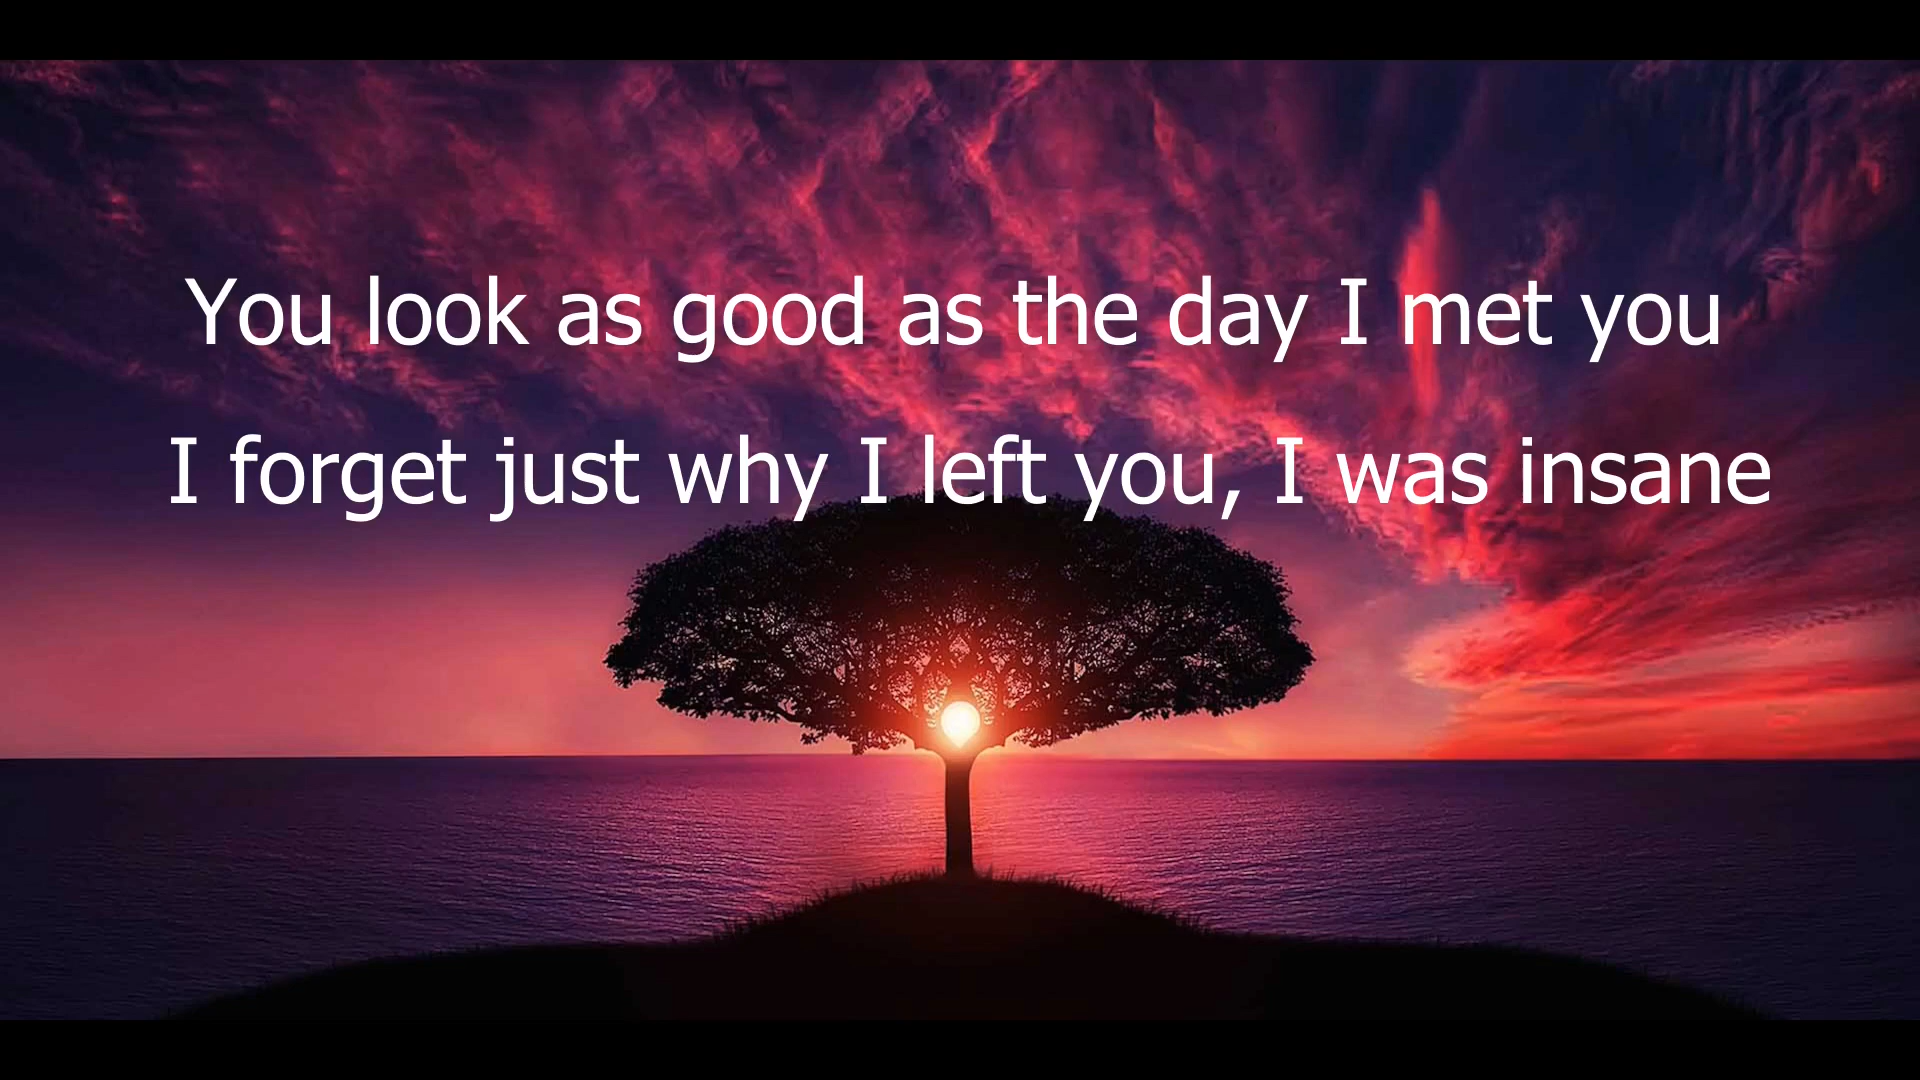 You look as good as the day I met you
I forget just why I left you, I was insane